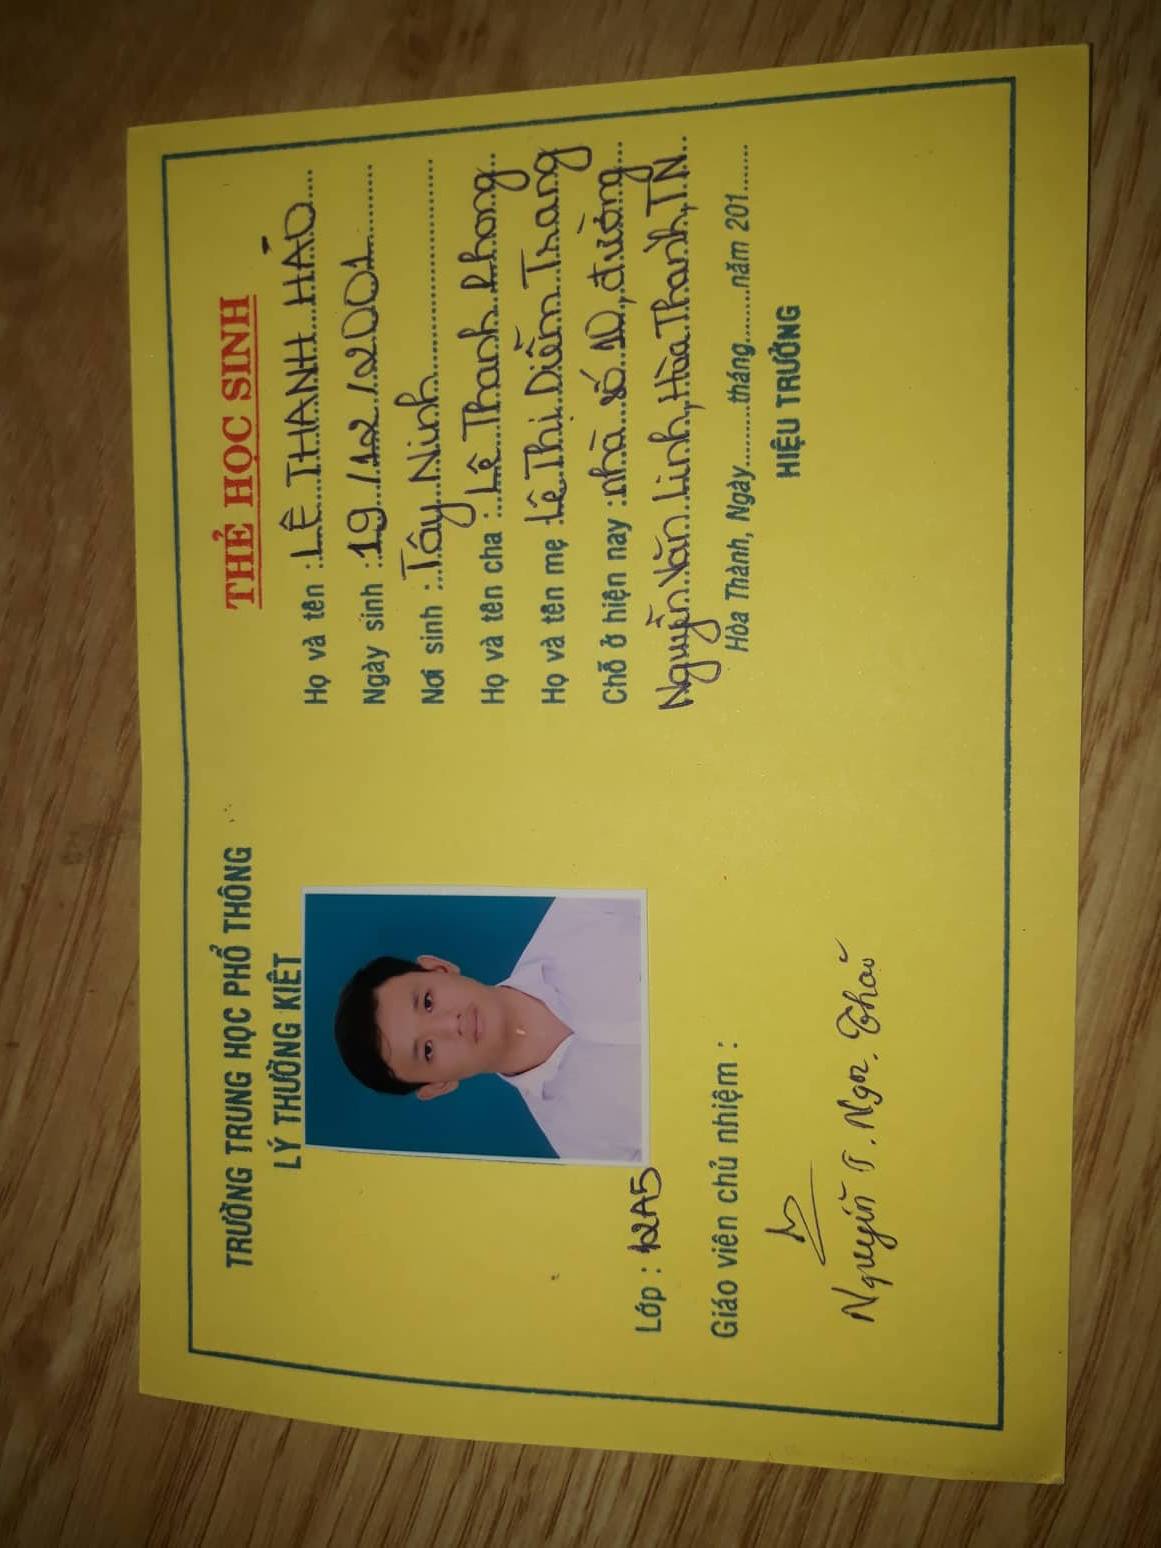 TRƯỜNG TRUNG HỌC PHỔ THÔNG
LÝ THƯỜNG KIỆT
Lớp : 12A5
Giáo viên chủ nhiệm :
Nguyễn T. Ngọc Thảo
THẺ HỌC SINH
Họ và tên : LÊ THANH HẢO
Ngày sinh : 19/12/2001
Nơi sinh : Tây Ninh
Họ và tên cha : Lê Thanh Phong
Họ và tên mẹ : Lê Thị Diễm Trang
Chỗ ở hiện nay : nhà số 10, đường
Nguyễn Văn Linh, Hòa Thành, TN
Hòa Thành, Ngày.........tháng.........năm 201......
HIỆU TRƯỞNG